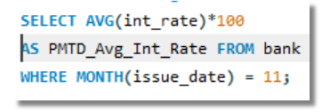 SELECT AVG(int_rate)*100
AS PMTD_Avg_Int_Rate FROM bank
WHERE MONTH(issue_date) = 11;